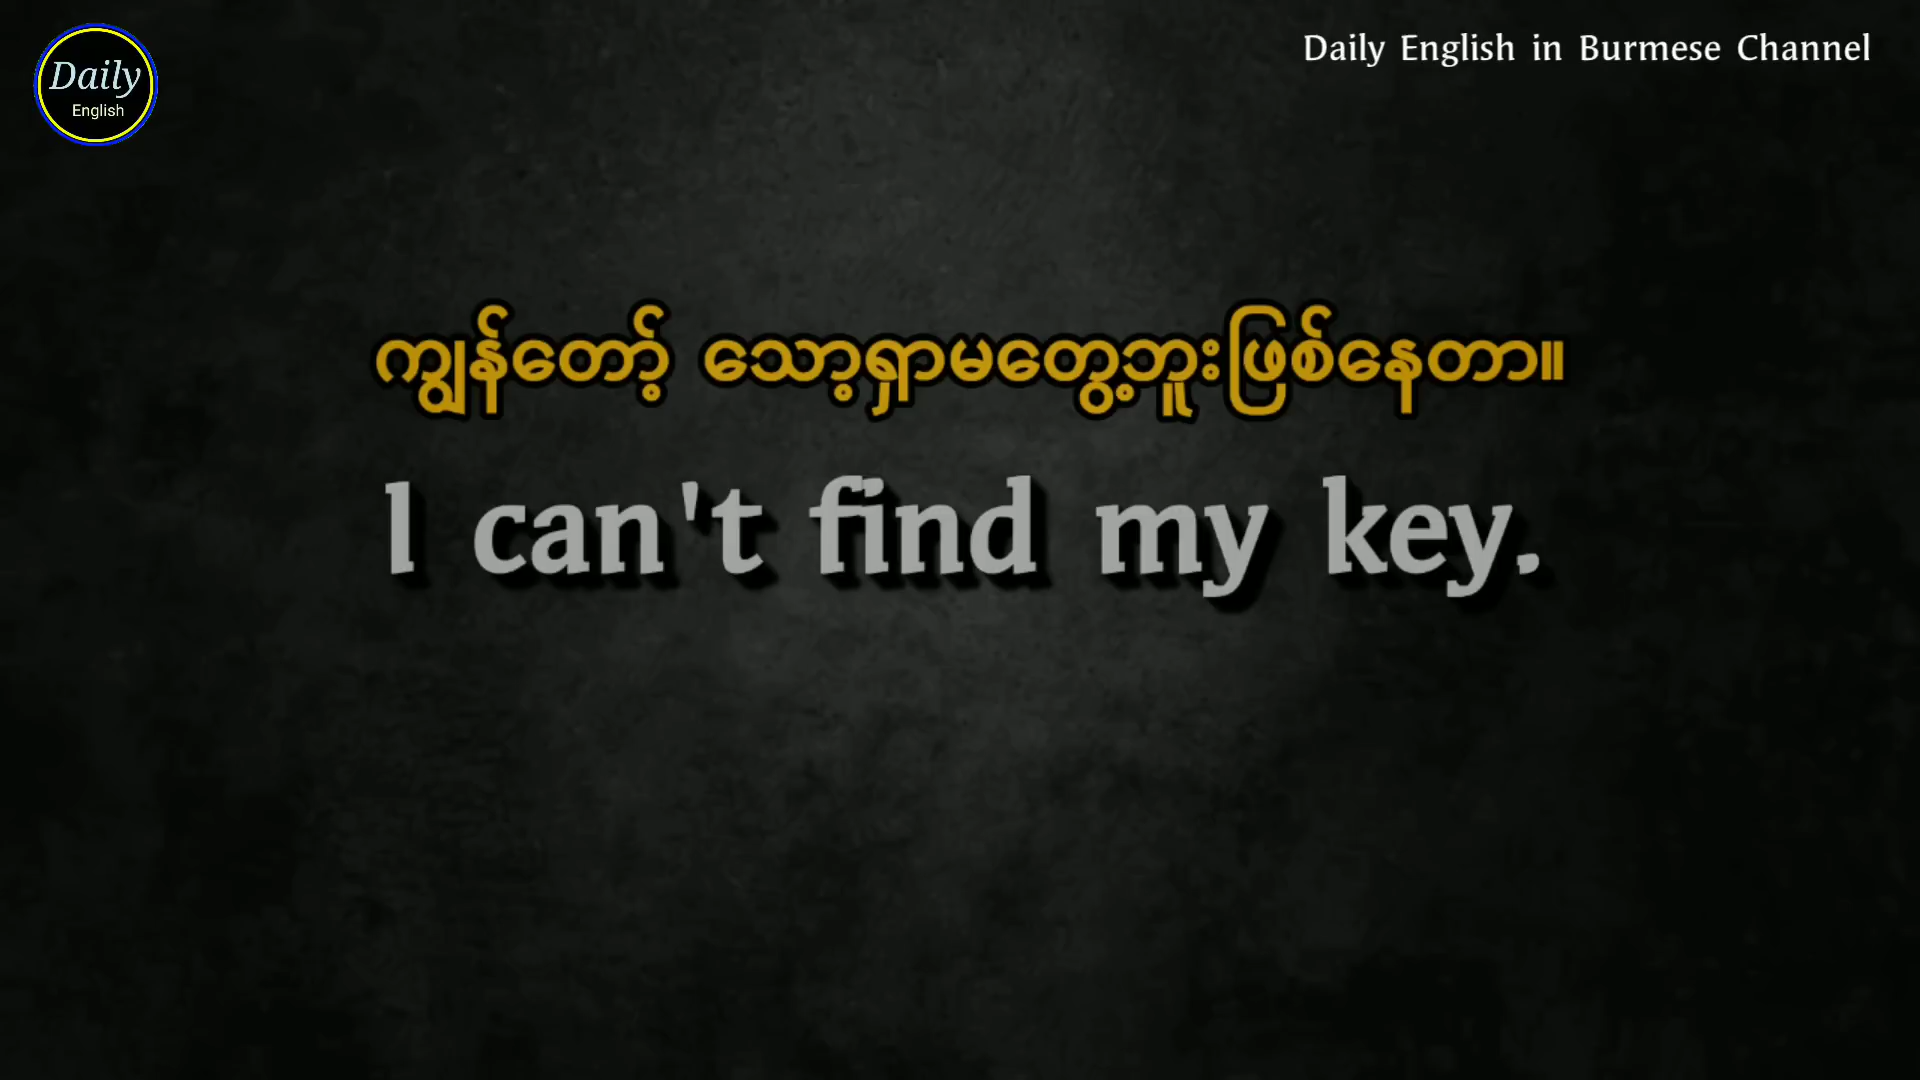 Daily
English
Daily English in Burmese Channel
ကျွန်တော့် သော့ရှာမတွေ့ဘူးဖြစ်နေတာ။
I can't find my key.